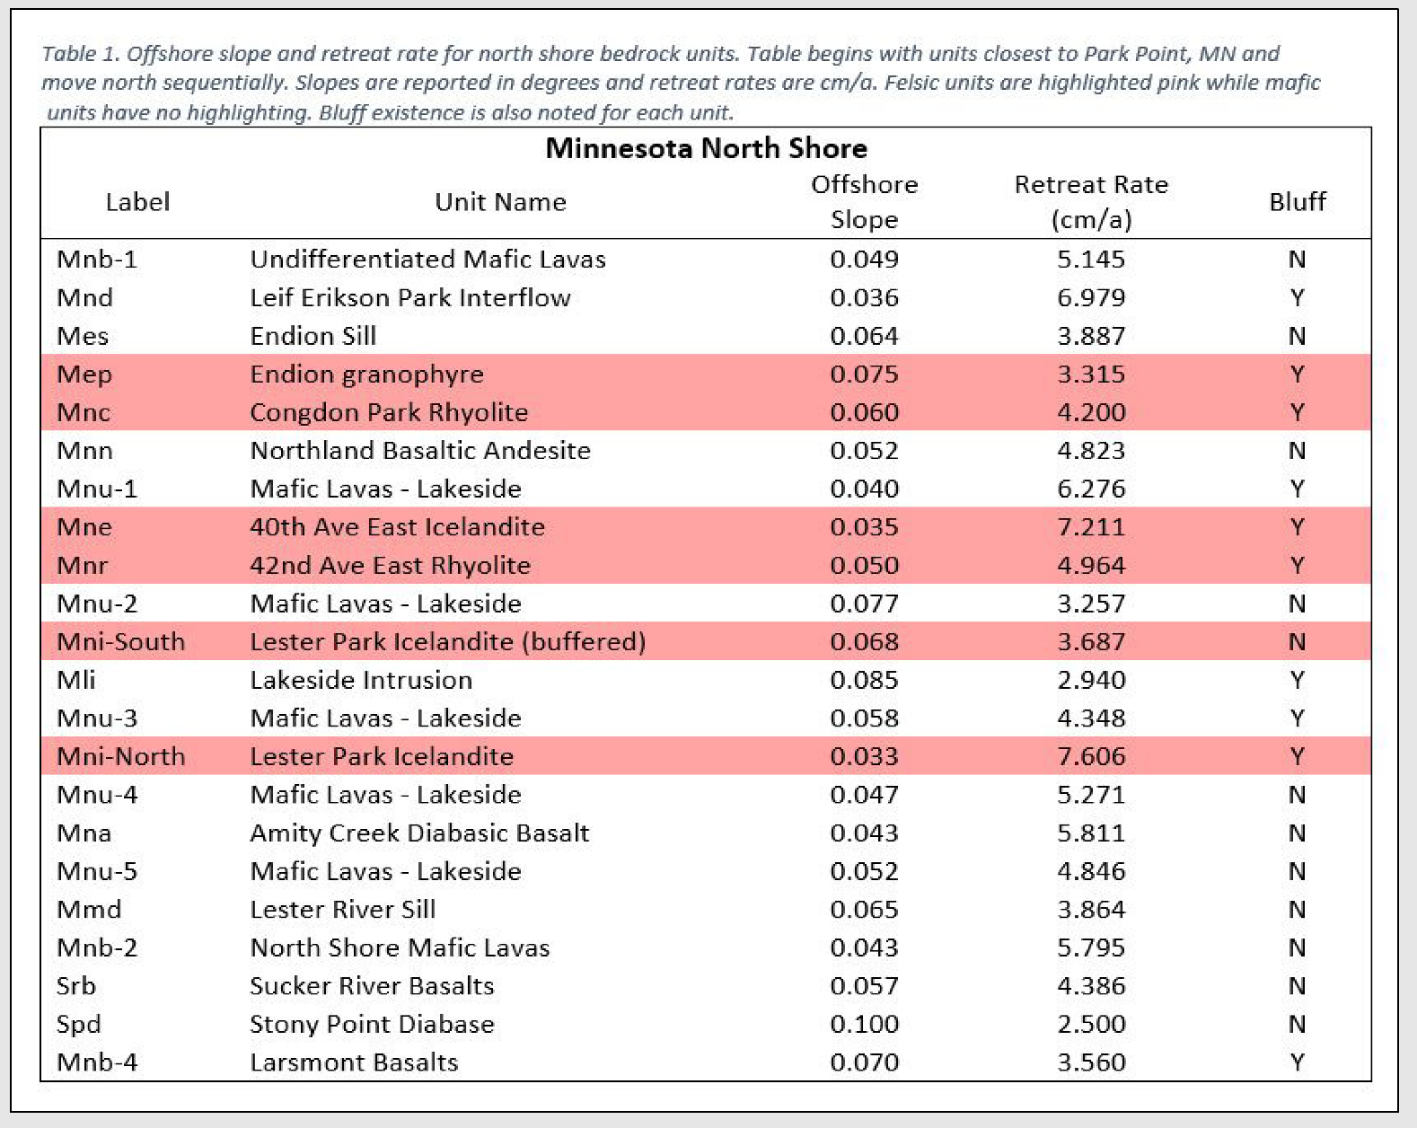 Table 1. Offshore slope and retreat rate for north shore bedrock units. Table begins with units closest to Park Point, MN and
move north sequentially. Slopes are reported in degrees and retreat rates are cm/a. Felsic units are highlighted pink while mafic
units have no highlighting. Bluff existence is also noted for each unit.
Minnesota North Shore
Label Unit Name Offshore Slope Retreat Rate (cm/a) Bluff
Mnb-1 Undifferentiated Mafic Lavas 0.049 5.145 N
Mnd Leif Erikson Park Interflow 0.036 6.979 Y
Mes Endion Sill 0.064 3.887 N
Mep Endion granophyre 0.075 3.315 Y
Mnc Congdon Park Rhyolite 0.060 4.200 Y
Mnn Northland Basaltic Andesite 0.052 4.823 N
Mnu-1 Mafic Lavas - Lakeside 0.040 6.276 Y
Mne 40th Ave East Icelandite 0.035 7.211 Y
Mnr 42nd Ave East Rhyolite 0.050 4.964 Y
Mnu-2 Mafic Lavas - Lakeside 0.077 3.257 N
Mni-South Lester Park Icelandite (buffered) 0.068 3.687 N
Mli Lakeside Intrusion 0.085 2.940 Y
Mnu-3 Mafic Lavas - Lakeside 0.058 4.348 Y
Mni-North Lester Park Icelandite 0.033 7.606 Y
Mnu-4 Mafic Lavas - Lakeside 0.047 5.271 N
Mna Amity Creek Diabasic Basalt 0.043 5.811 N
Mnu-5 Mafic Lavas - Lakeside 0.052 4.846 N
Mmd Lester River Sill 0.065 3.864 N
Mnb-2 North Shore Mafic Lavas 0.043 5.795 N
Srb Sucker River Basalts 0.057 4.386 N
Spd Stony Point Diabase 0.100 2.500 N
Mnb-4 Larsmont Basalts 0.070 3.560 Y